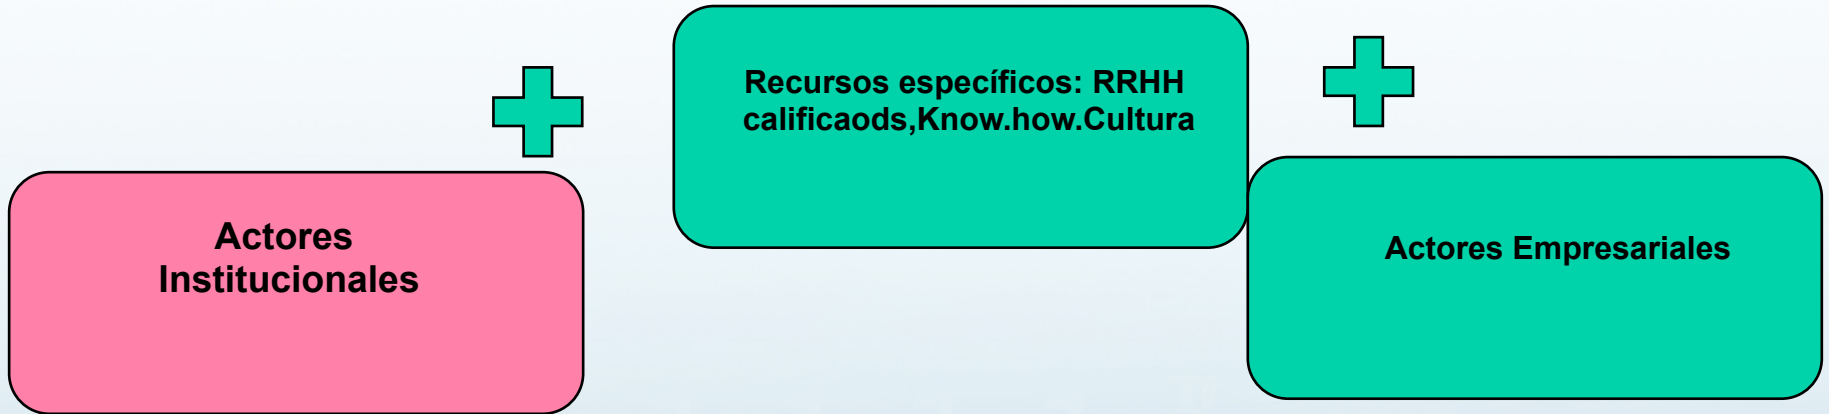 Recursos específicos: RRHH
calificaods,Know.how.Cultura
Actores
Institucionales
Actores Empresariales